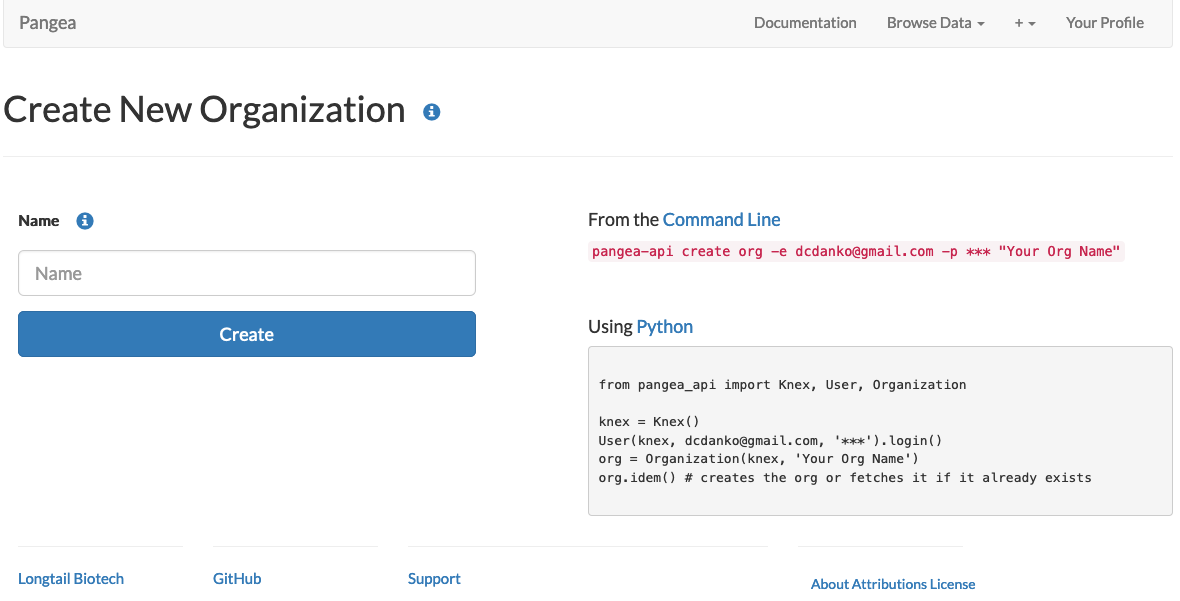 Pangea
Documentation Browse Data + Your Profile
Create New Organization
Name
Name
Create
From the Command Line
pangea-api create org -e dcdanko@gmail.com -p *** "Your Org Name"
Using Python
from pangea_api import Knex, User, Organization
knex = Knex()
User(knex, dcdanko@gmail.com, '***').login()
org = Organization(knex, 'Your Org Name')
org.idem() # creates the org or fetches it if it already exists
Longtail Biotech
GitHub
Support
About Attributions License